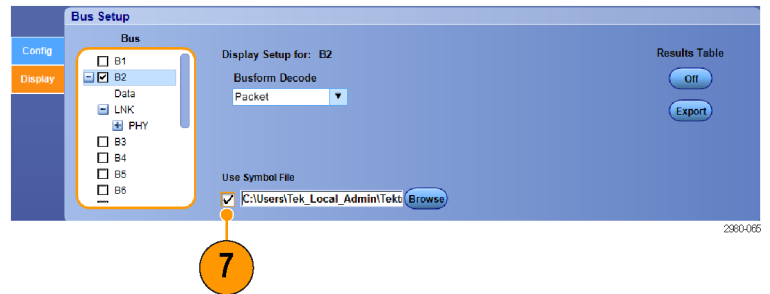 Bus Setup
Config
Display
Bus
B1
B2
Data
LNK
PHY
B3
B4
B5
B6
Display Setup for: B2
Busform Decode
Packet
Use Symbol File
C:\Users\Tek_Local_Admin\Tekt
Browse
Results Table
Off
Export
2980-065
7